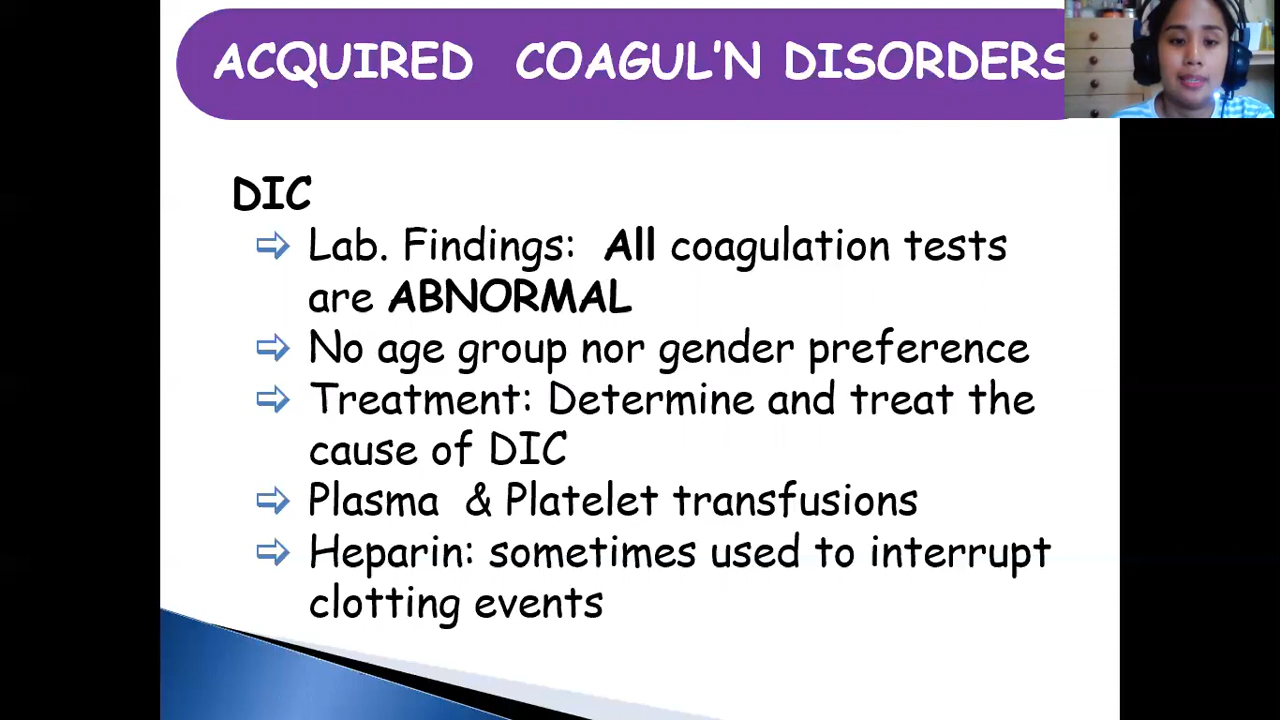 ACQUIRED COAGUL'N DISORDERS
DIC
⇨ Lab. Findings: All coagulation tests
are ABNORMAL
⇨ No age group nor gender preference
⇨ Treatment: Determine and treat the
cause of DIC
⇨ Plasma & Platelet transfusions
⇨ Heparin: sometimes used to interrupt
clotting events